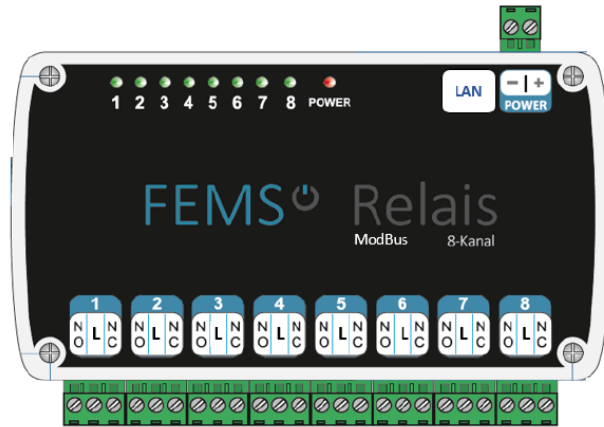 1 2 3 4 5 6 7 8 POWER
LAN
- | +
POWER
FEMS Relais
ModBus 8-Kanal
1 2 3 4 5 6 7 8
NO L NC NO L NC NO L NC NO L NC NO L NC NO L NC NO L NC NO L NC